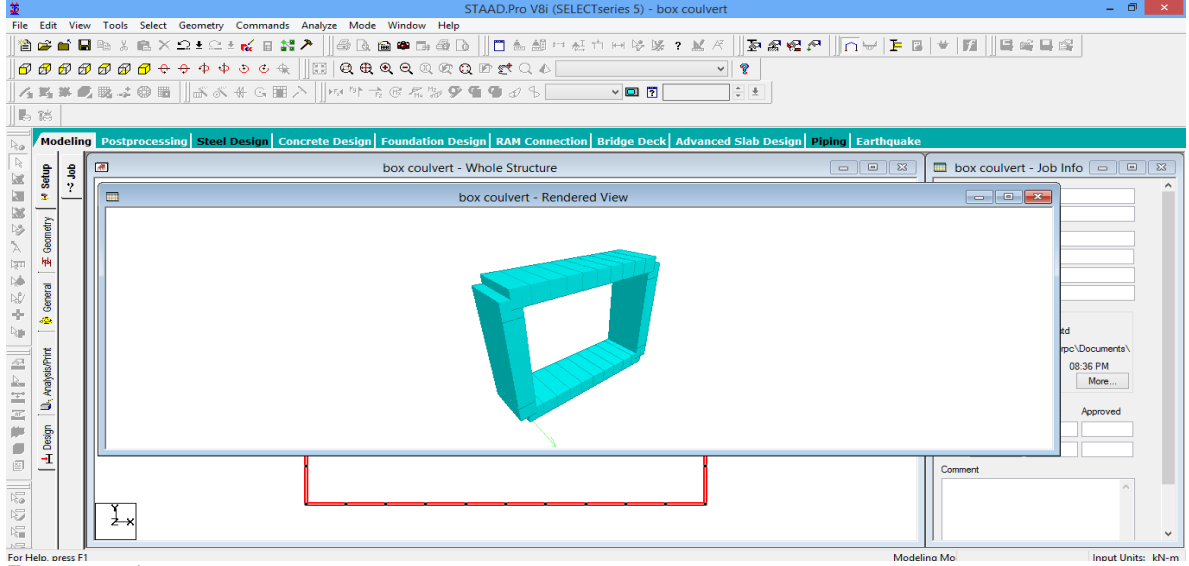 STAAD.Pro V8i (SELECTseries 5) - box coulvert
File Edit View Tools Select Geometry Commands Analyze Mode Window Help
Modeling Postprocessing Steel Design Concrete Design Foundation Design RAM Connection Bridge Deck Advanced Slab Design Piping Earthquake
Setup
Geometry
General
Analysis/Print
Design
Job
box coulvert - Whole Structure
box coulvert - Job Info
box coulvert - Rendered View
td
rpc\Documents\
08:36 PM
More...
Approved
Comment
Y
Z X
For Help, press F1
Modeling Mo
Input Units: kN-m